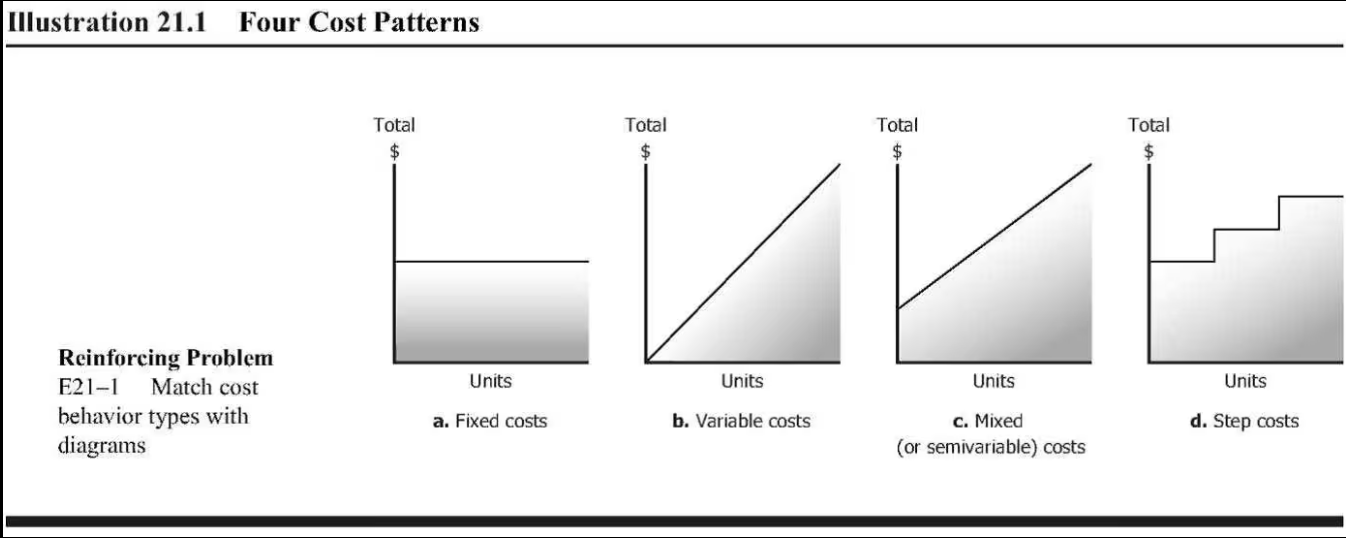 Illustration 21.1 Four Cost Patterns
Reinforcing Problem
E21–1 Match cost
behavior types with
diagrams
Total
$
Units
a. Fixed costs
Total
$
Units
b. Variable costs
Total
$
Units
c. Mixed
(or semivariable) costs
Total
$
Units
d. Step costs